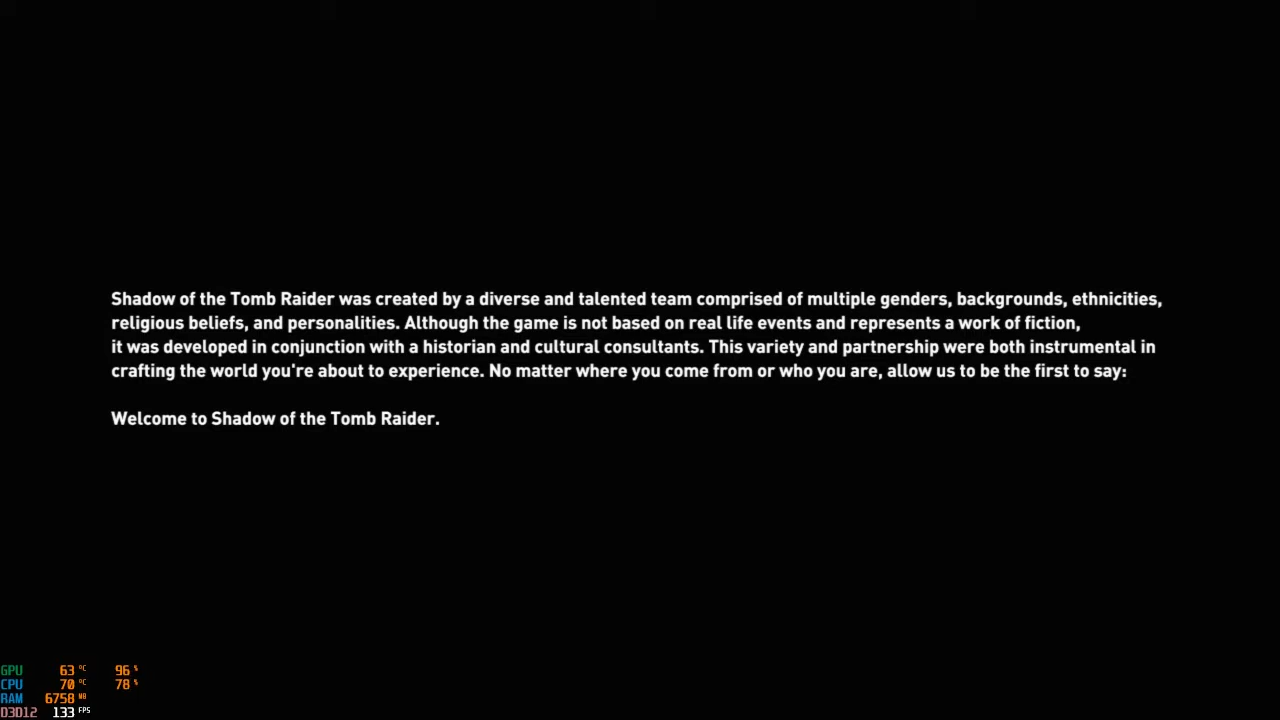 Shadow of the Tomb Raider was created by a diverse and talented team comprised of multiple genders, backgrounds, ethnicities,
religious beliefs, and personalities. Although the game is not based on real life events and represents a work of fiction,
it was developed in conjunction with a historian and cultural consultants. This variety and partnership were both instrumental in
crafting the world you're about to experience. No matter where you come from or who you are, allow us to be the first to say:
Welcome to Shadow of the Tomb Raider.
GPU 63 °C 96 %
CPU 70 °C 78 %
RAM 6758 MB
D3D12 133 FPS